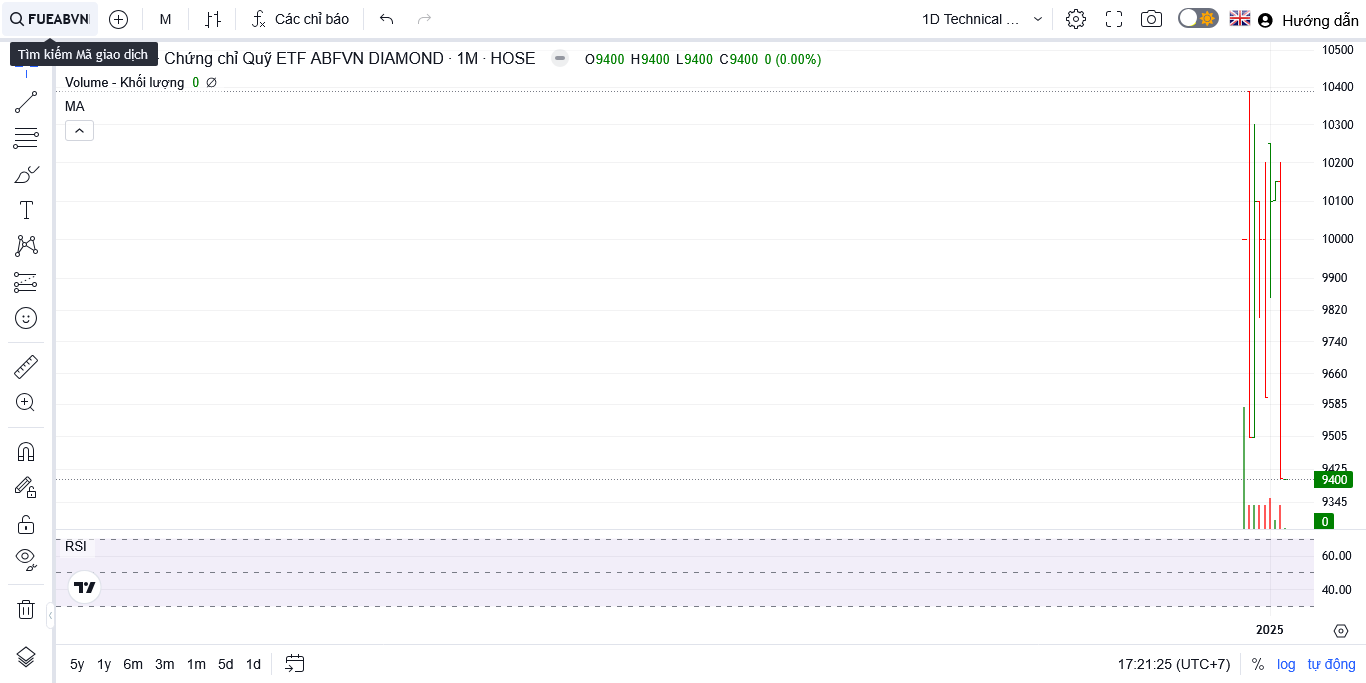 FUEABVN
M
Các chỉ báo
1D Technical ...
Hướng dẫn
Tìm kiếm Mã giao dịch
· Chứng chỉ Quỹ ETF ABFVN DIAMOND · 1M · HOSE
O9400 H9400 L9400 C9400 0 (0.00%)
Volume - Khối lượng 0 ∅
MA
10500
10400
10300
10200
10100
10000
9900
9820
9740
9660
9585
9505
9425
9400
9345
0
RSI
60.00
40.00
2025
5y 1y 6m 3m 1m 5d 1d
17:21:25 (UTC+7)
% log tự động